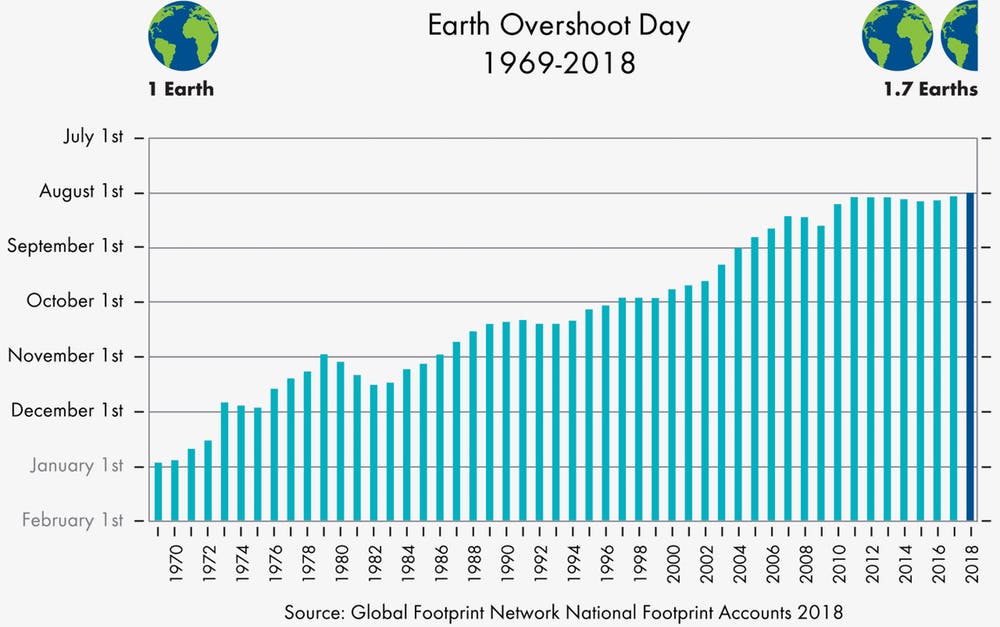 Earth Overshoot Day
1969-2018
1 Earth
1.7 Earths
July 1st
August 1st
September 1st
October 1st
November 1st
December 1st
January 1st
February 1st
1970 1972 1974 1976 1978 1980 1982 1984 1986 1988 1990 1992 1994 1996 1998 2000 2002 2004 2006 2008 2010 2012 2014 2016 2018
Source: Global Footprint Network National Footprint Accounts 2018